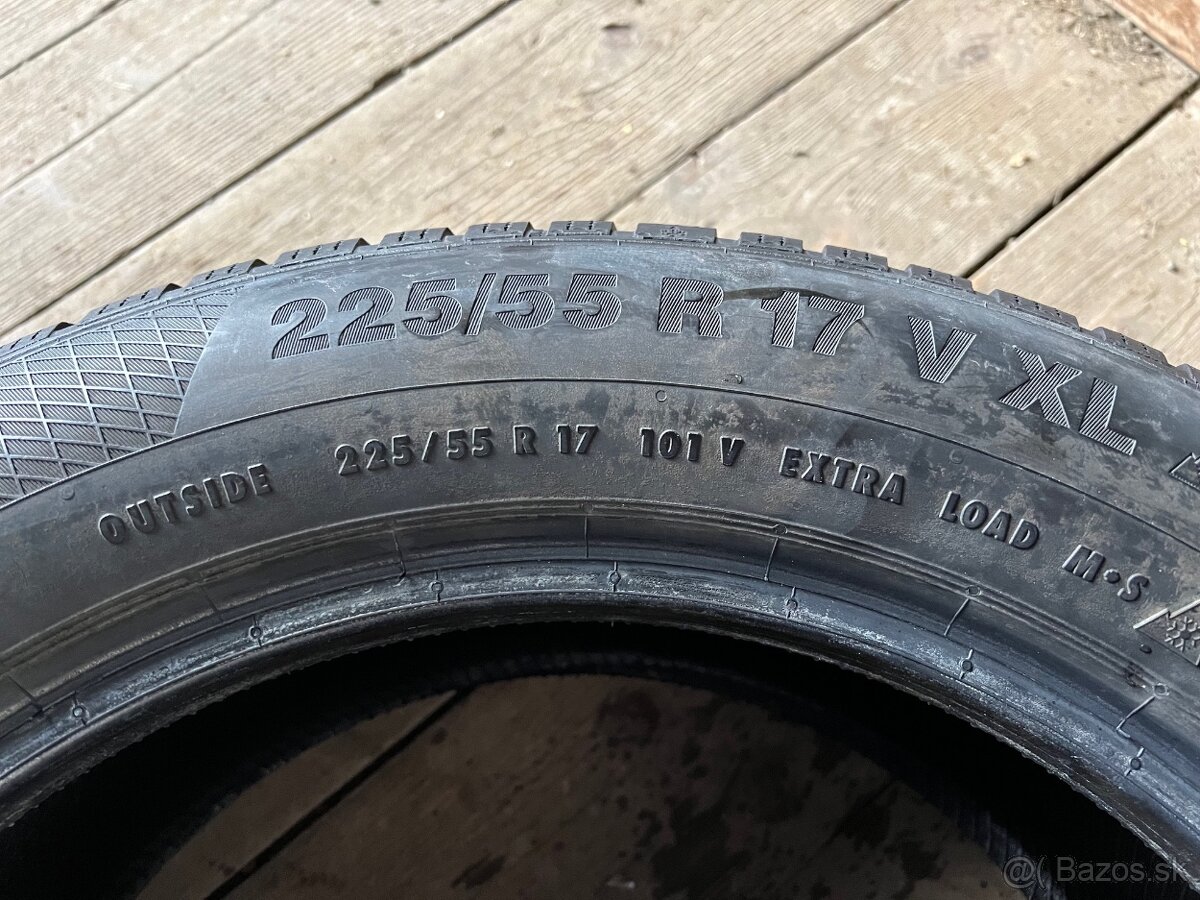 225/55 R 17 V XL
OUTSIDE 225/55 R 17 101 V EXTRA LOAD M•S
@( Bazos.sk